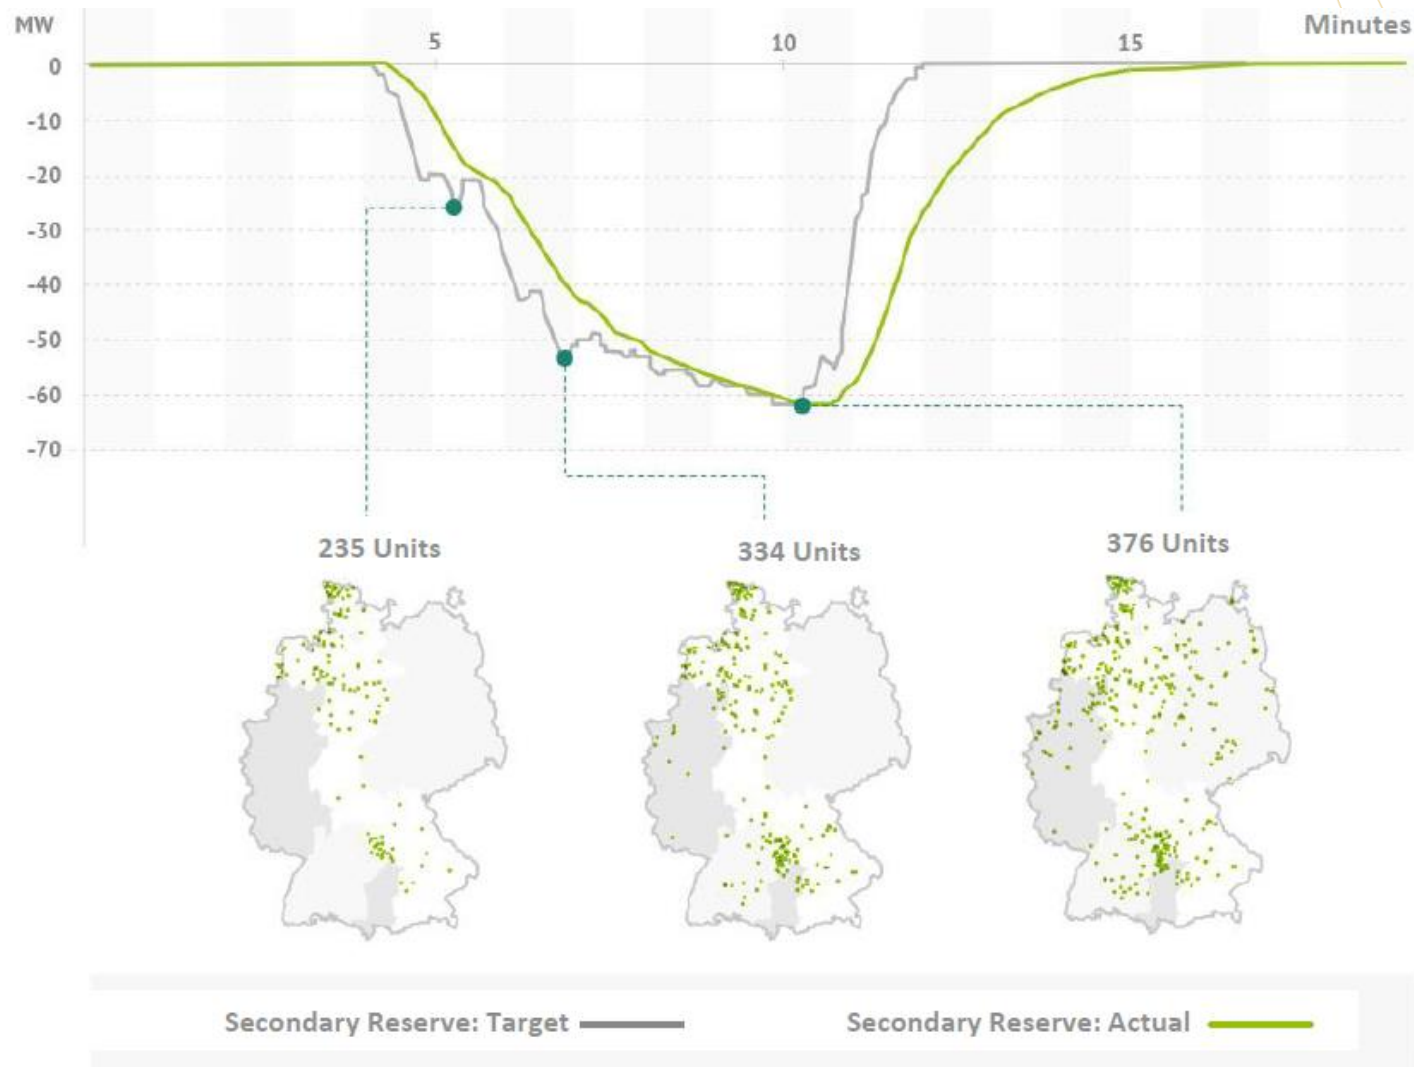 MW
Minutes
5
10
15
0
-10
-20
-30
-40
-50
-60
-70
235 Units
334 Units
376 Units
Secondary Reserve: Target
Secondary Reserve: Actual